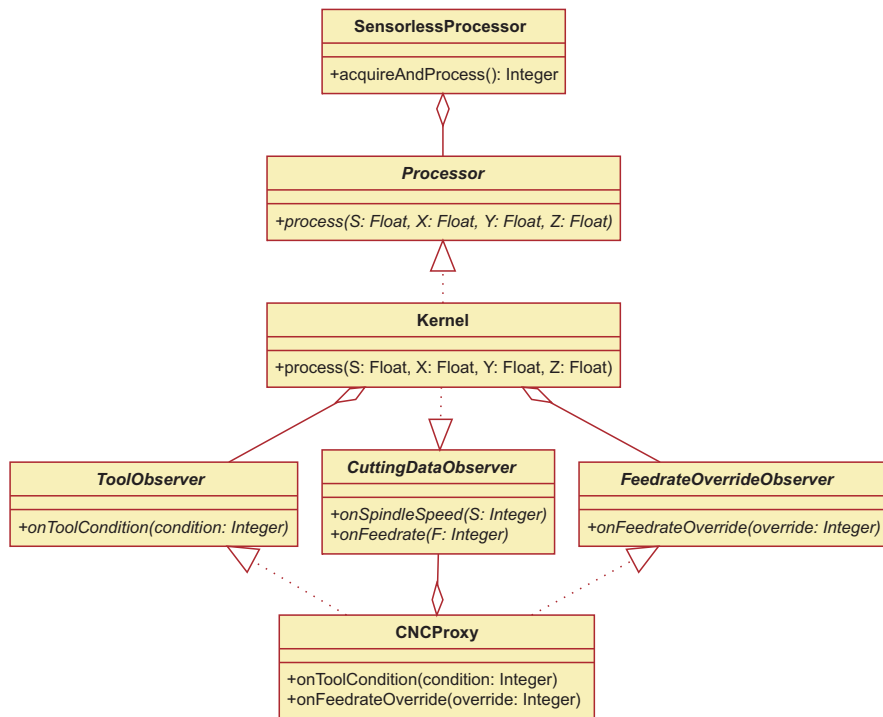 SensorlessProcessor
+acquireAndProcess(): Integer
Processor
+process(S: Float, X: Float, Y: Float, Z: Float)
Kernel
+process(S: Float, X: Float, Y: Float, Z: Float)
ToolObserver
+onToolCondition(condition: Integer)
CuttingDataObserver
+onSpindleSpeed(S: Integer)
+onFeedrate(F: Integer)
FeedrateOverrideObserver
+onFeedrateOverride(override: Integer)
CNCProxy
+onToolCondition(condition: Integer)
+onFeedrateOverride(override: Integer)